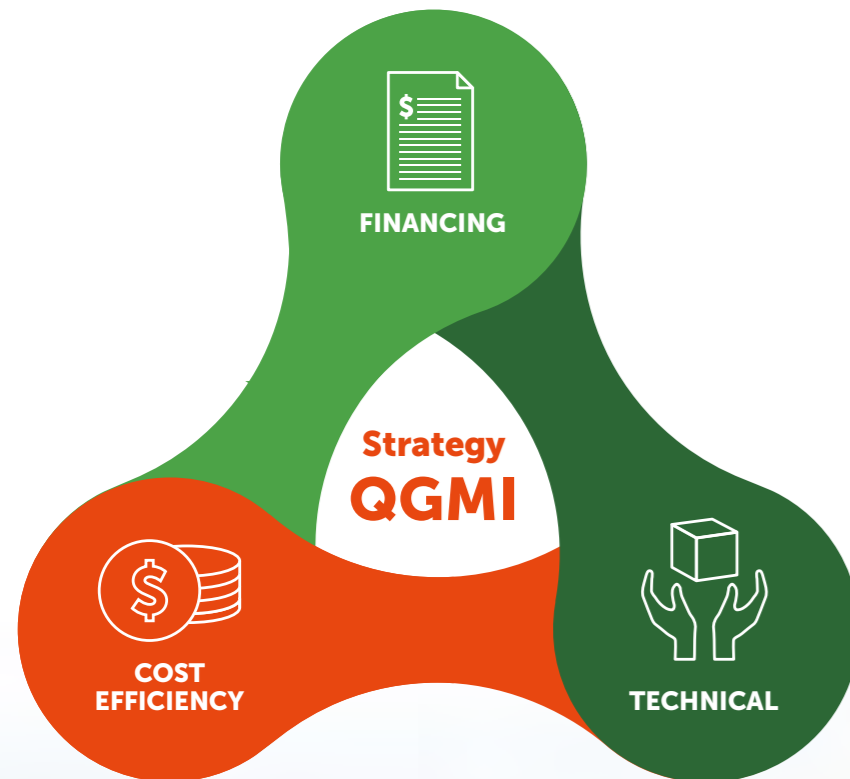 $
FINANCING
Strategy
QGMI
$
COST
EFFICIENCY
TECHNICAL